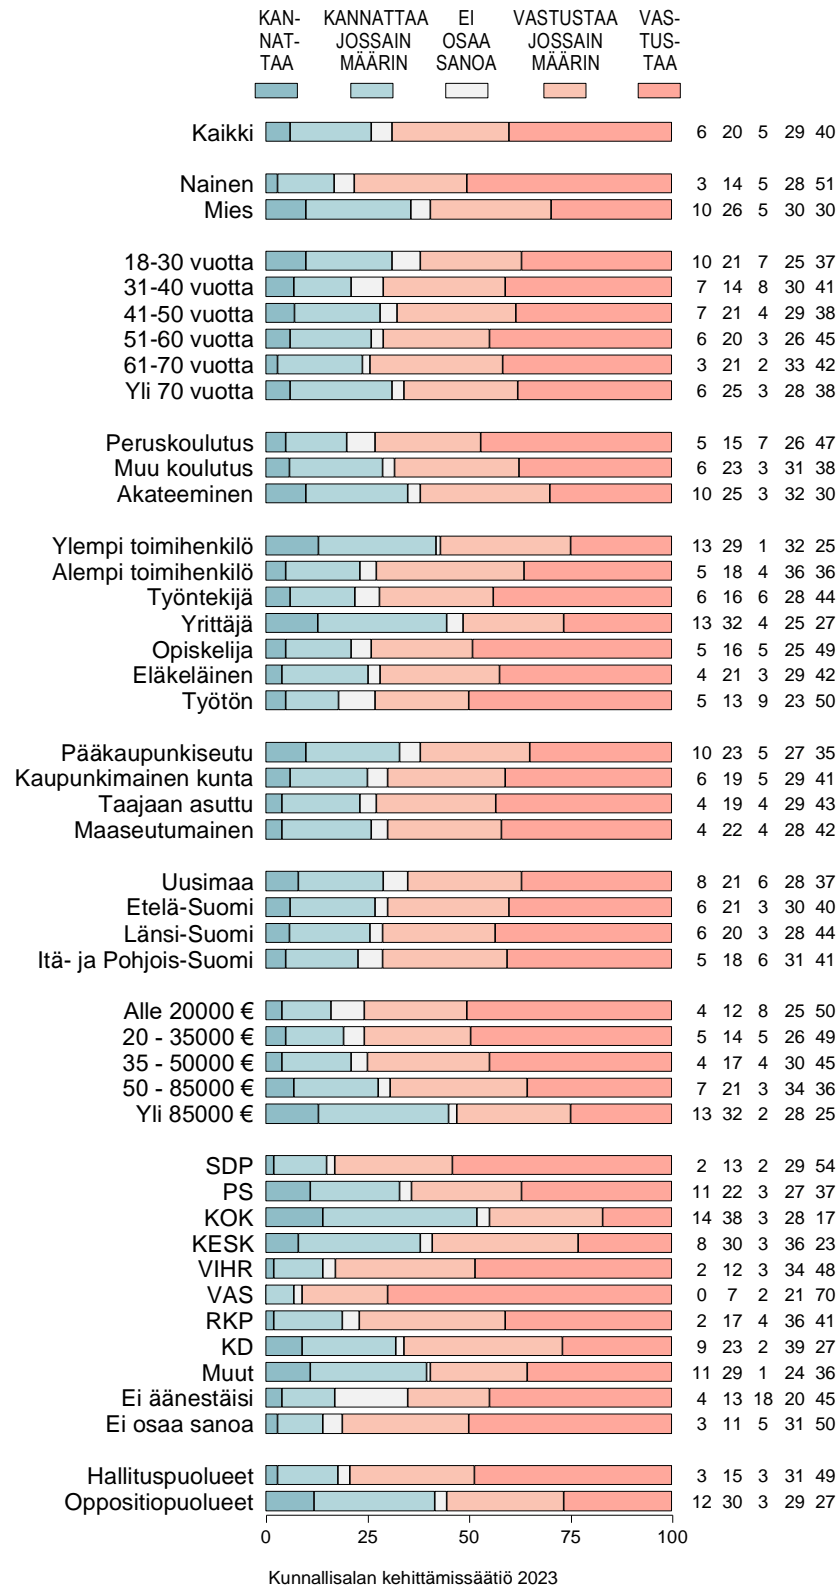 KAN- KANNATTAA EI VASTUSTAA VAS-
NAT- JOSSAIN OSAA JOSSAIN TUS-
TAA MÄÄRIN SANOA MÄÄRIN TAA
Kaikki 6 20 5 29 40
Nainen 3 14 5 28 51
Mies 10 26 5 30 30
18-30 vuotta 10 21 7 25 37
31-40 vuotta 7 14 8 30 41
41-50 vuotta 7 21 4 29 38
51-60 vuotta 6 20 3 26 45
61-70 vuotta 3 21 2 33 42
Yli 70 vuotta 6 25 3 28 38
Peruskoulutus 5 15 7 26 47
Muu koulutus 6 23 3 31 38
Akateeminen 10 25 3 32 30
Ylempi toimihenkilö 13 29 1 32 25
Alempi toimihenkilö 5 18 4 36 36
Työntekijä 6 16 6 28 44
Yrittäjä 13 32 4 25 27
Opiskelija 5 16 5 25 49
Eläkeläinen 4 21 3 29 42
Työtön 5 13 9 23 50
Pääkaupunkiseutu 10 23 5 27 35
Kaupunkimainen kunta 6 19 5 29 41
Taajaan asuttu 4 19 4 29 43
Maaseutumainen 4 22 4 28 42
Uusimaa 8 21 6 28 37
Etelä-Suomi 6 21 3 30 40
Länsi-Suomi 6 20 3 28 44
Itä- ja Pohjois-Suomi 5 18 6 31 41
Alle 20000 € 4 12 8 25 50
20 - 35000 € 5 14 5 26 49
35 - 50000 € 4 17 4 30 45
50 - 85000 € 7 21 3 34 36
Yli 85000 € 13 32 2 28 25
SDP 2 13 2 29 54
PS 11 22 3 27 37
KOK 14 38 3 28 17
KESK 8 30 3 36 23
VIHR 2 12 3 34 48
VAS 0 7 2 21 70
RKP 2 17 4 36 41
KD 9 23 2 39 27
Muut 11 29 1 24 36
Ei äänestäisi 4 13 18 20 45
Ei osaa sanoa 3 11 5 31 50
Hallituspuolueet 3 15 3 31 49
Oppositiopuolueet 12 30 3 29 27
0 25 50 75 100
Kunnallisalan kehittämissäätiö 2023